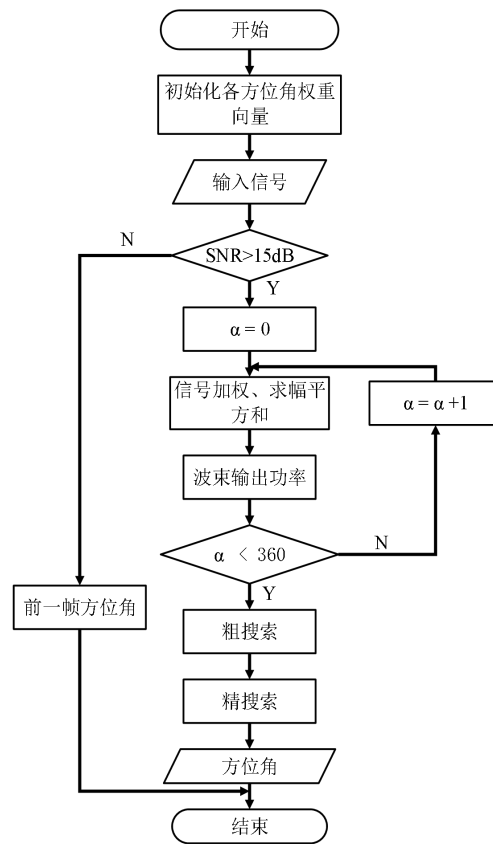 开始
初始化各方位角权重
向量
输入信号
N
SNR>15dB
Y
α = 0
信号加权、求幅平
方和
α = α +1
波束输出功率
α < 360
N
Y
前一帧方位角
粗搜索
精搜索
方位角
结束